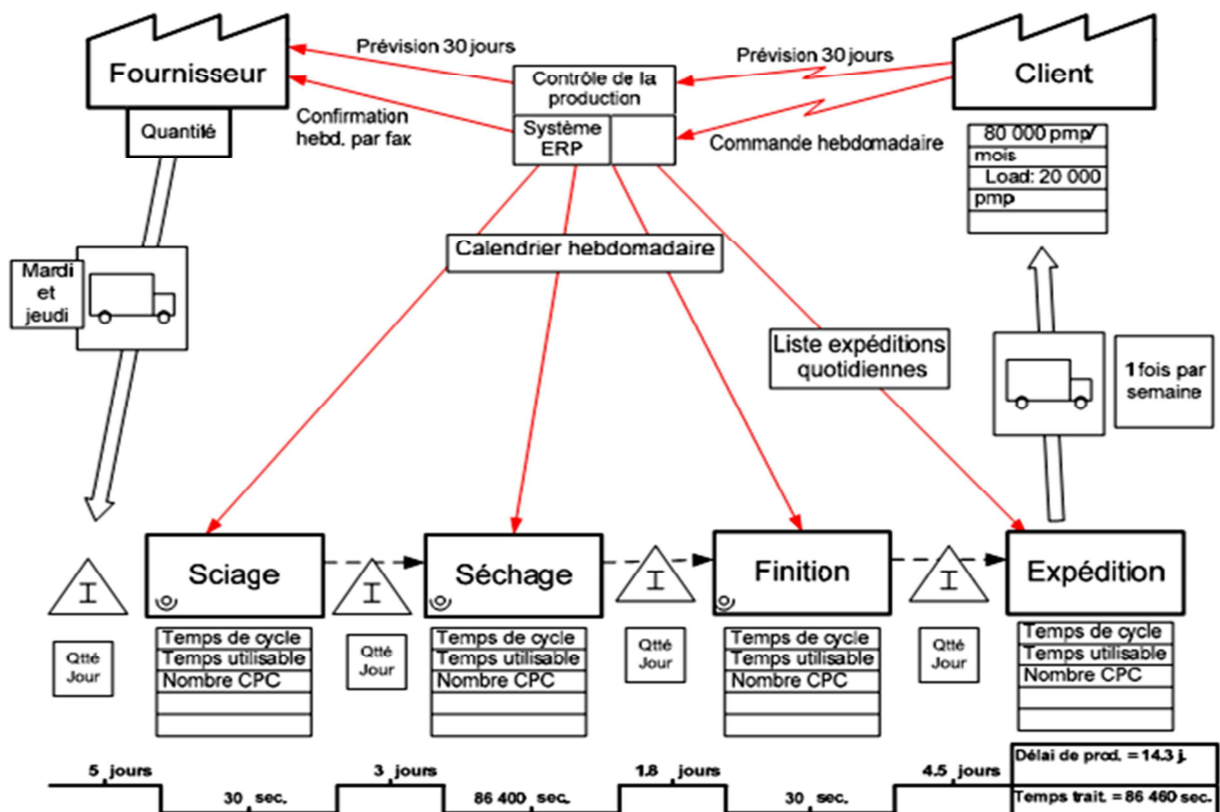 Fournisseur
Quantilé
Prévision 30 jours
Confirmation
hebd. par fax
Contrôle de la
production
Système
ERP
Prévision 30 jours
Commande hebdomadaire
Client
80 000 pmp/
mois
Load: 20 000
pmp
Mardi
et
jeudi
Calendrier hebdomadaire
Liste expéditions
quotidiennes
1 fois par
semaine
I
Sciage
I
Séchage
I
Finition
I
Expédition
Qtté
Jour
Temps de cycle
Temps utilisable
Nombre CPC
Qtté
Jour
Temps de cycle
Temps utilisable
Nombre CPC
Qtté
Jour
Temps de cycle
Temps utilisable
Nombre CPC
Qtté
Jour
Temps de cycle
Temps utilisable
Nombre CPC
5 jours
30 sec.
3 jours
86 400 sec.
1.8 jours
30 sec.
4.5 jours
Délai de prod. = 14.3 j.
Temps trait. = 86 460 sec.